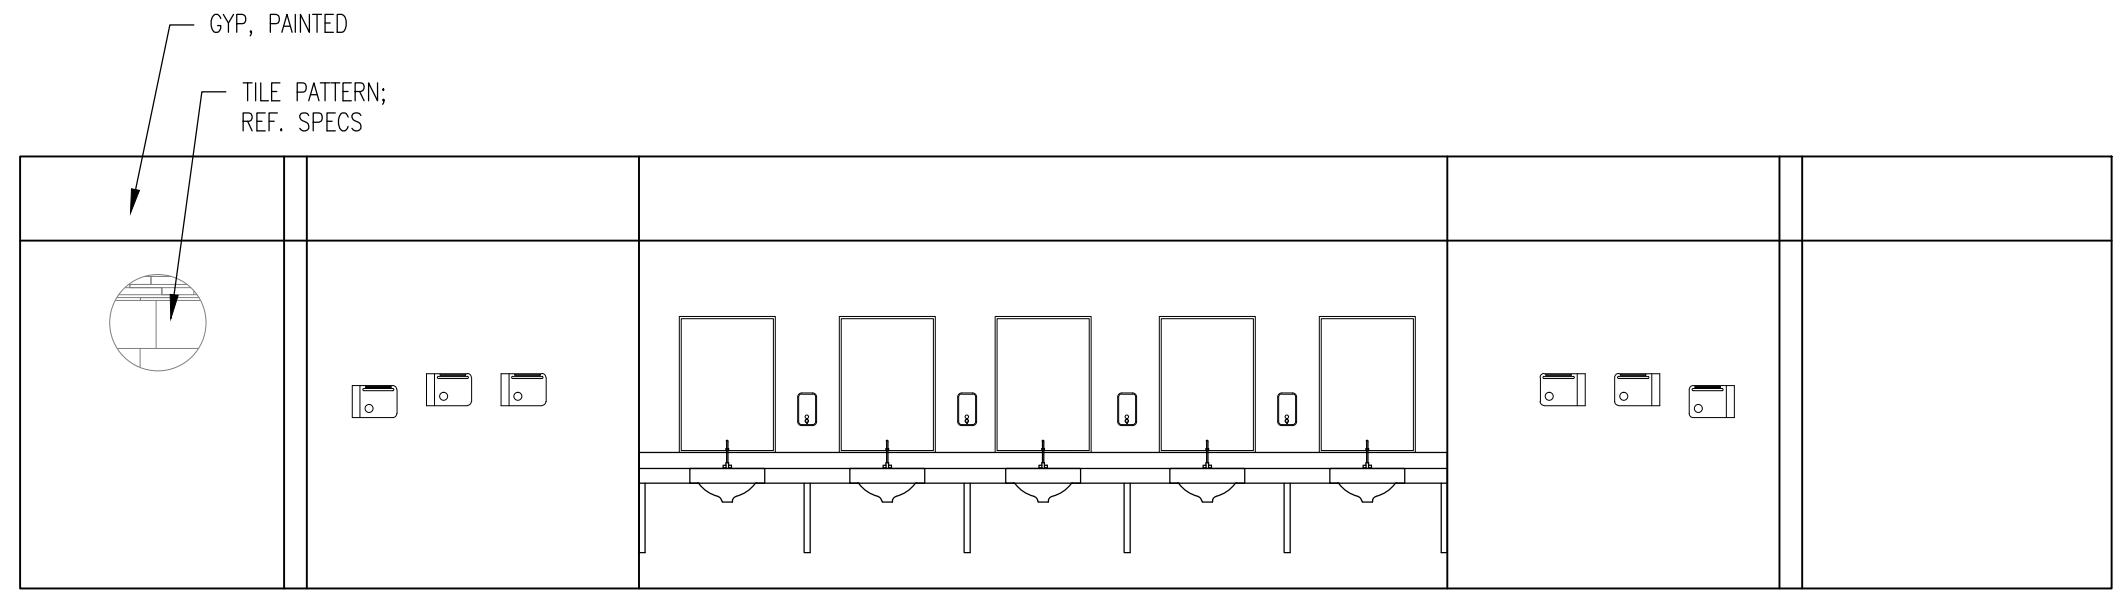 GYP, PAINTED
TILE PATTERN;
REF. SPECS